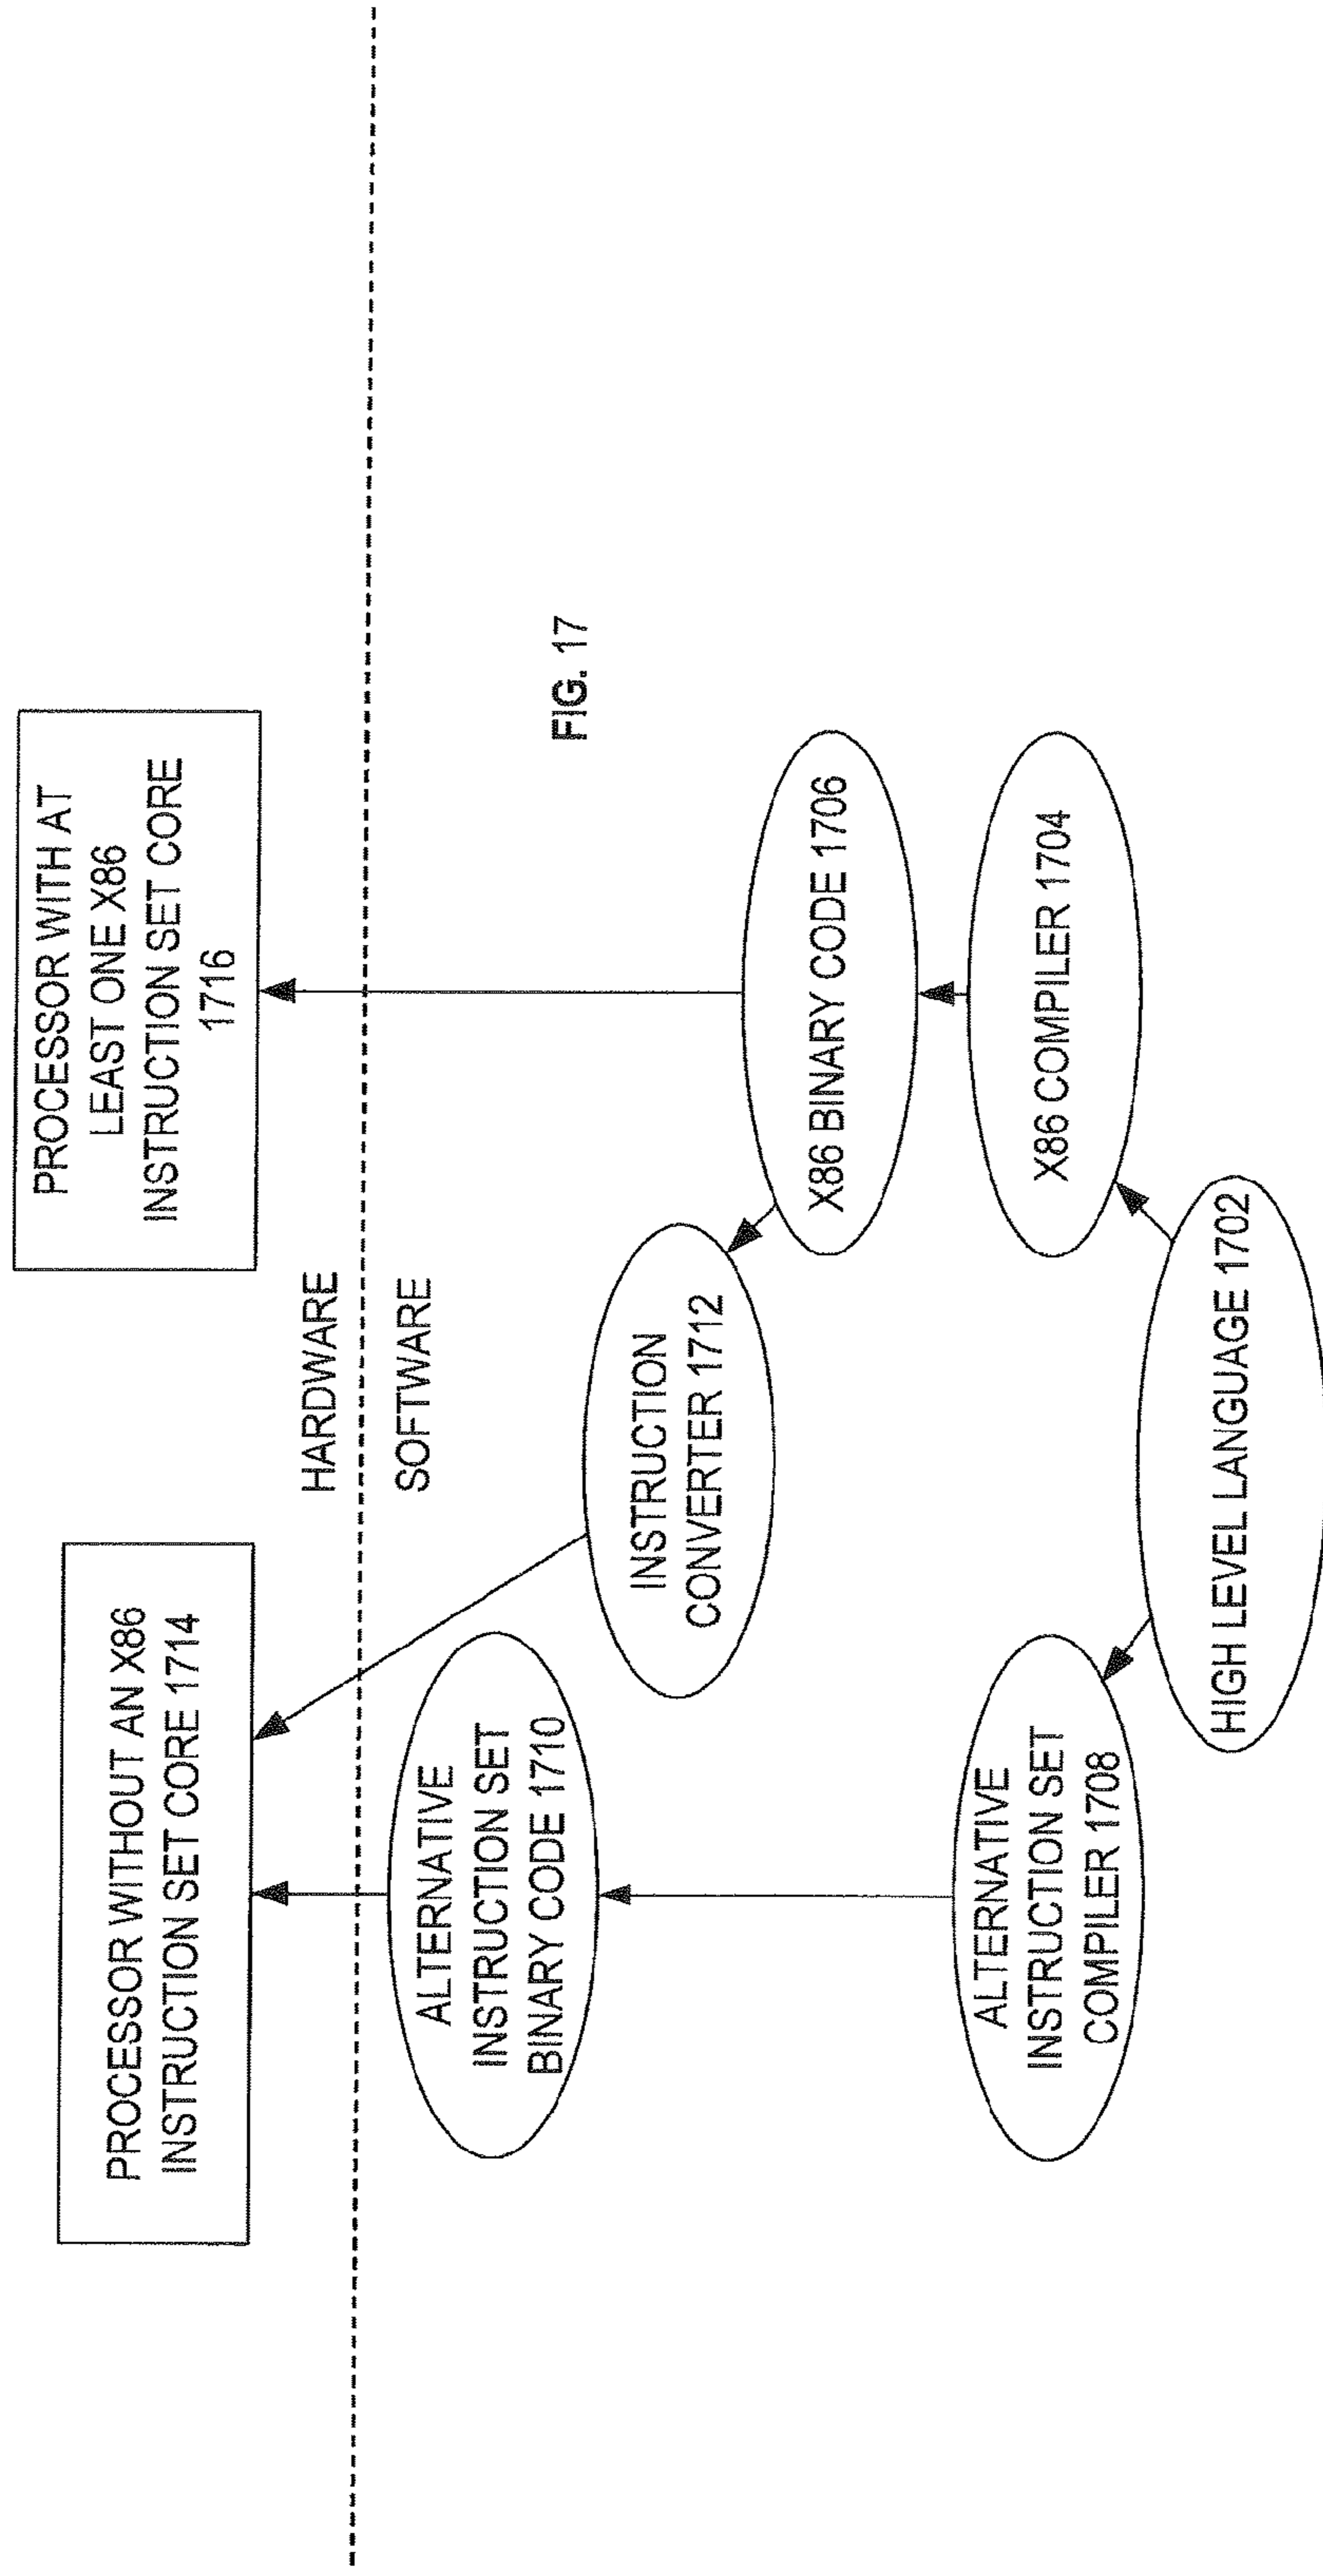 PROCESSOR WITHOUT AN X86
INSTRUCTION SET CORE 1714
PROCESSOR WITH AT
LEAST ONE X86
INSTRUCTION SET CORE
1716
HARDWARE
SOFTWARE
ALTERNATIVE
INSTRUCTION SET
BINARY CODE 1710
INSTRUCTION
CONVERTER 1712
FIG. 17
X86 BINARY CODE 1706
ALTERNATIVE
INSTRUCTION SET
COMPILER 1708
X86 COMPILER 1704
HIGH LEVEL LANGUAGE 1702